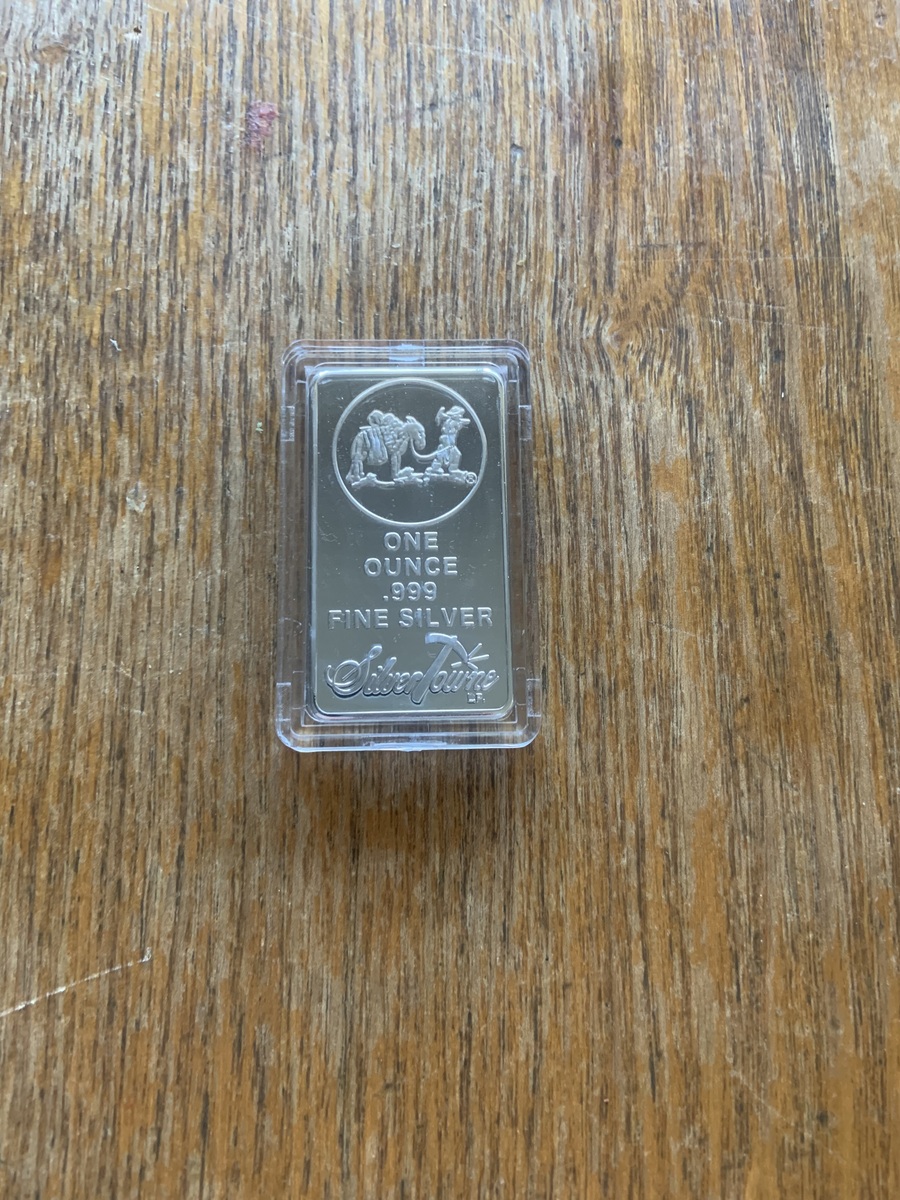 ®
ONE
OUNCE
.999
FINE SILVER
SilverTowne
L.P.